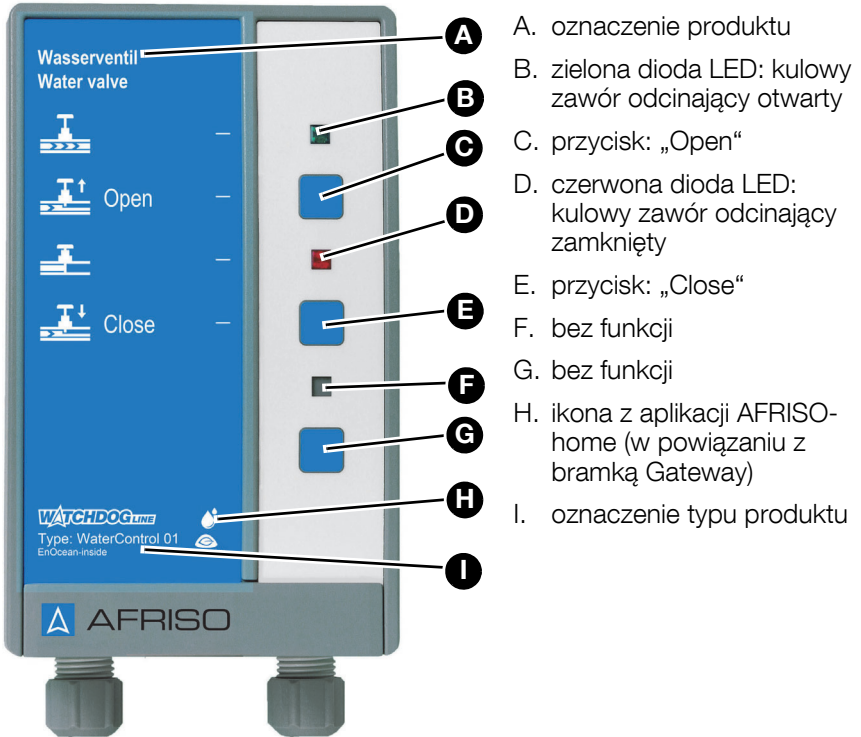 Wasserventil
Water valve
Open
Close
WATCHDOG LINE
Type: WaterControl 01
EnOcean-inside
AFRISO
A
B
C
D
E
F
G
H
I
A. oznaczenie produktu
B. zielona dioda LED: kulowy
zawór odcinający otwarty
C. przycisk: „Open“
D. czerwona dioda LED:
kulowy zawór odcinający
zamknięty
E. przycisk: „Close“
F. bez funkcji
G. bez funkcji
H. ikona z aplikacji AFRISO-
home (w powiązaniu z
bramką Gateway)
I. oznaczenie typu produktu